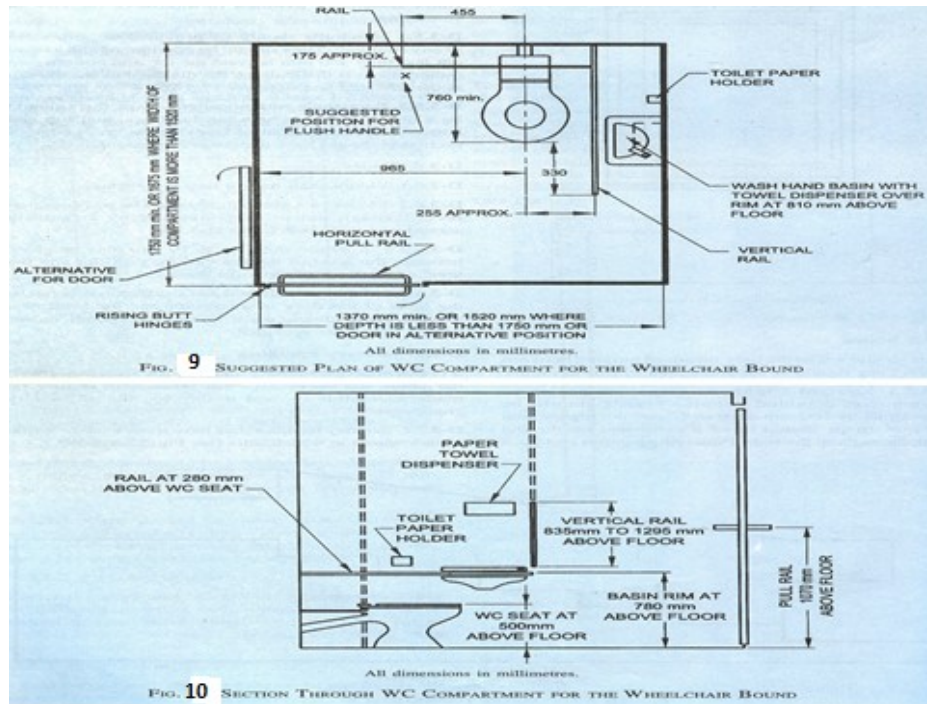 RAIL
455
175 APPROX.
760 min.
SUGGESTED
POSITION FOR
FLUSH HANDLE
X
TOILET PAPER
HOLDER
1750 mm min. OR 1675 mm WHERE WIDTH OF
COMPARTMENT IS MORE THAN 1520 mm
965
330
WASH HAND BASIN WITH
TOWEL DISPENSER OVER
RIM AT 810 mm ABOVE
FLOOR
255 APPROX.
HORIZONTAL
PULL RAIL
VERTICAL
RAIL
ALTERNATIVE
FOR DOOR
RISING BUTT
HINGES
1370 mm min. OR 1520 mm WHERE
DEPTH IS LESS THAN 1750 mm OR
DOOR IN ALTERNATIVE POSITION
All dimensions in millimetres.
FIG. 9 SUGGESTED PLAN OF WC COMPARTMENT FOR THE WHEELCHAIR BOUND
PAPER
TOWEL
DISPENSER
RAIL AT 280 mm
ABOVE WC SEAT
TOILET
PAPER
HOLDER
VERTICAL RAIL
835mm TO 1295 mm
ABOVE FLOOR
PULL RAIL
1070 mm
ABOVE FLOOR
BASIN RIM AT
780 mm
ABOVE FLOOR
WC SEAT AT
500mm
ABOVE FLOOR
All dimensions in millimetres.
FIG. 10 SECTION THROUGH WC COMPARTMENT FOR THE WHEELCHAIR BOUND